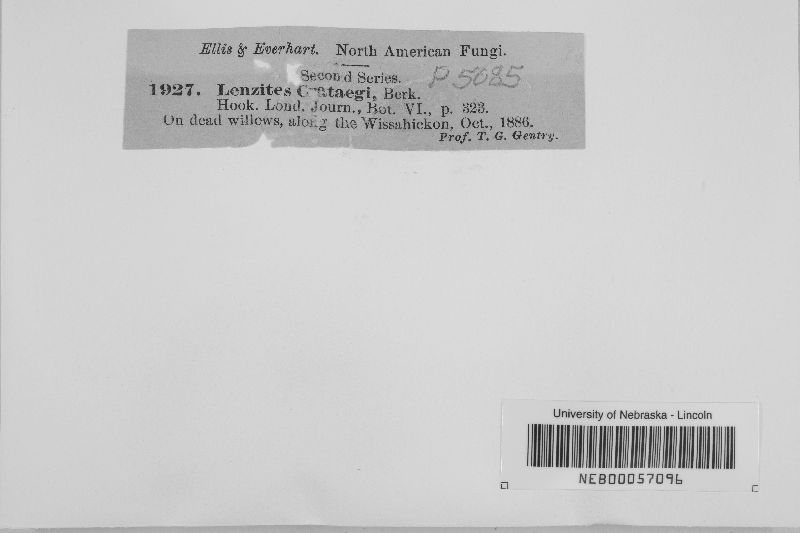 Ellis & Everhart. North American Fungi.
Second Series. P 5085
1927. Lenzites Crataegi, Berk.
Hook. Lond. Journ., Bot. VI., p. 323.
On dead willows, along the Wissahickon, Oct., 1886.
Prof. T. G. Gentry.
University of Nebraska - Lincoln
NEB00057096